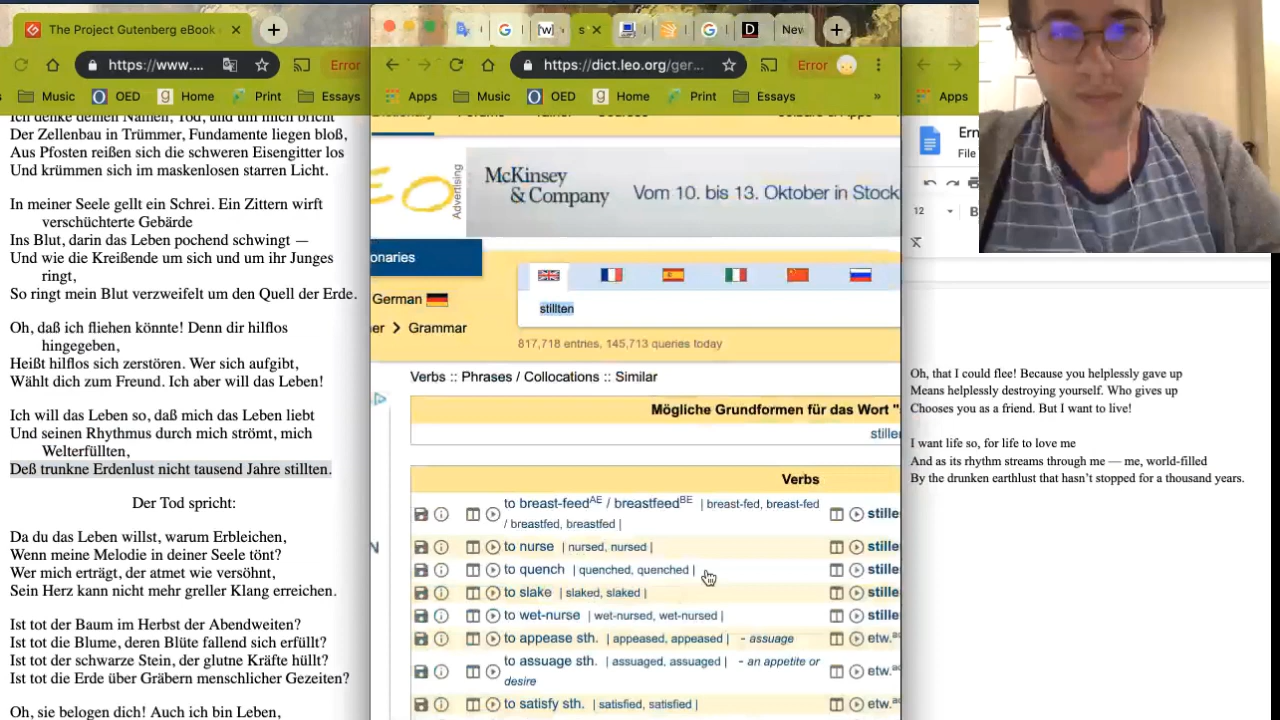 The Project Gutenberg eBook
New
https://www....
Error
https://dict.leo.org/ger...
Error
Music
OED
Home
Print
Essays
Apps
Music
OED
Home
Print
Essays
»
Apps
Ich denke deinen Namen, Tod, und um mich bricht
Der Zellenbau in Trümmer, Fundamente liegen bloß,
Aus Pfosten reißen sich die schweren Eisengitter los
Und krümmen sich im maskenlosen starren Licht.
In meiner Seele gellt ein Schrei. Ein Zittern wirft
verschüchterte Gebärde
Ins Blut, darin das Leben pochend schwingt —
Und wie die Kreißende um sich und um ihr Junges
ringt,
So ringt mein Blut verzweifelt um den Quell der Erde.
Oh, daß ich fliehen könnte! Denn dir hilflos
hingegeben,
Heißt hilflos sich zerstören. Wer sich aufgibt,
Wählt dich zum Freund. Ich aber will das Leben!
Ich will das Leben so, daß mich das Leben liebt
Und seinen Rhythmus durch mich strömt, mich
Welterfüllten,
Deß trunkne Erdenlust nicht tausend Jahre stillten.
Der Tod spricht:
Da du das Leben willst, warum Erbleichen,
Wenn meine Melodie in deiner Seele tönt?
Wer mich erträgt, der atmet wie versöhnt,
Sein Herz kann nicht mehr greller Klang erreichen.
Ist tot der Baum im Herbst der Abendweiten?
Ist tot die Blume, deren Blüte fallend sich erfüllt?
Ist tot der schwarze Stein, der glutne Kräfte hüllt?
Ist tot die Erde über Gräbern menschlicher Gezeiten?
Oh, sie belogen dich! Auch ich bin Leben,
EO
Advertising
McKinsey
& Company
Vom 10. bis 13. Oktober in Stock
onaries
German
er > Grammar
stillten
817,718 entries, 145,713 queries today
Verbs :: Phrases / Collocations :: Similar
Mögliche Grundformen für das Wort "
stille
Verbs
to breast-feedAE / breastfeedBE | breast-fed, breast-fed
/ breastfed, breastfed |
stille
to nurse | nursed, nursed |
stille
to quench | quenched, quenched |
stille
to slake | slaked, slaked |
stille
to wet-nurse | wet-nursed, wet-nursed |
stille
to appease sth. | appeased, appeased | - assuage
etw.
to assuage sth. | assuaged, assuaged | - an appetite or
desire
etw.
to satisfy sth. | satisfied, satisfied |
etw.
Ern
File
12
B
Oh, that I could flee! Because you helplessly gave up
Means helplessly destroying yourself. Who gives up
Chooses you as a friend. But I want to live!
I want life so, for life to love me
And as its rhythm streams through me — me, world-filled
By the drunken earthlust that hasn't stopped for a thousand years.